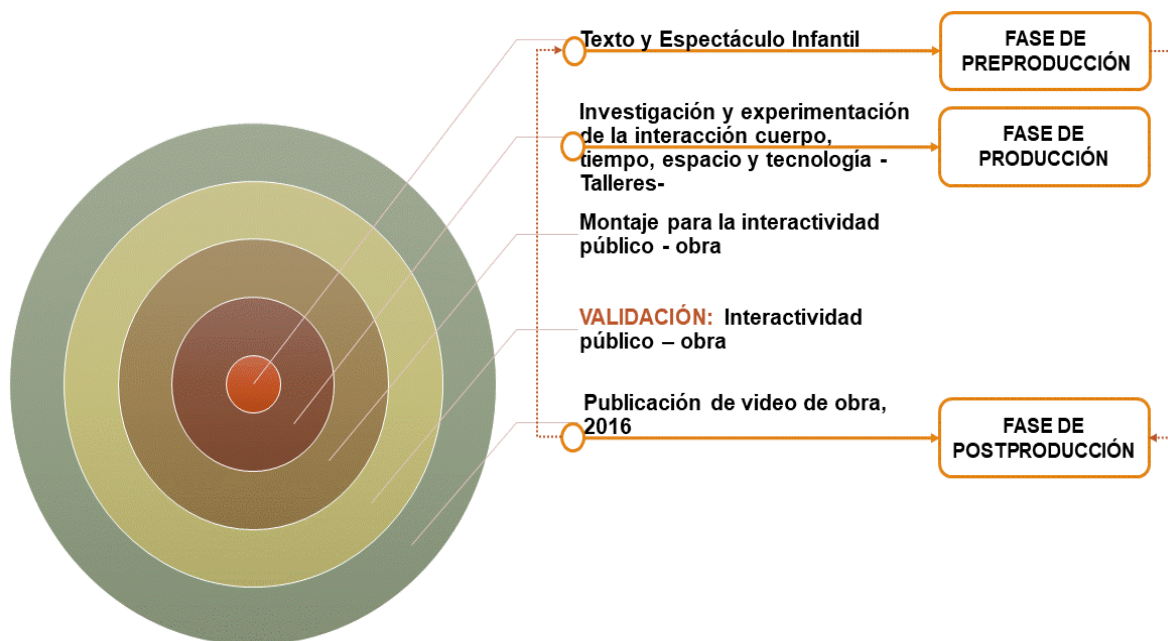 Texto y Espectáculo Infantil
FASE DE
PREPRODUCCIÓN
Investigación y experimentación
de la interacción cuerpo,
tiempo, espacio y tecnología -
Talleres-
FASE DE
PRODUCCIÓN
Montaje para la interactividad
público - obra
VALIDACIÓN: Interactividad
público – obra
Publicación de video de obra,
2016
FASE DE
POSTPRODUCCIÓN